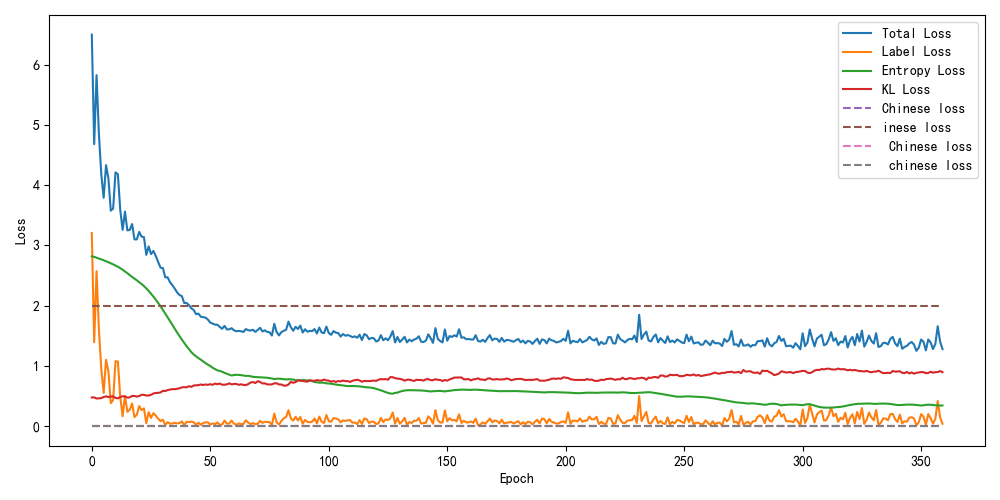 Total Loss
Label Loss
Entropy Loss
KL Loss
Chinese loss
inese loss
Chinese loss
chinese loss
Loss
6
5
4
3
2
1
0
0 50 100 150 200 250 300 350
Epoch